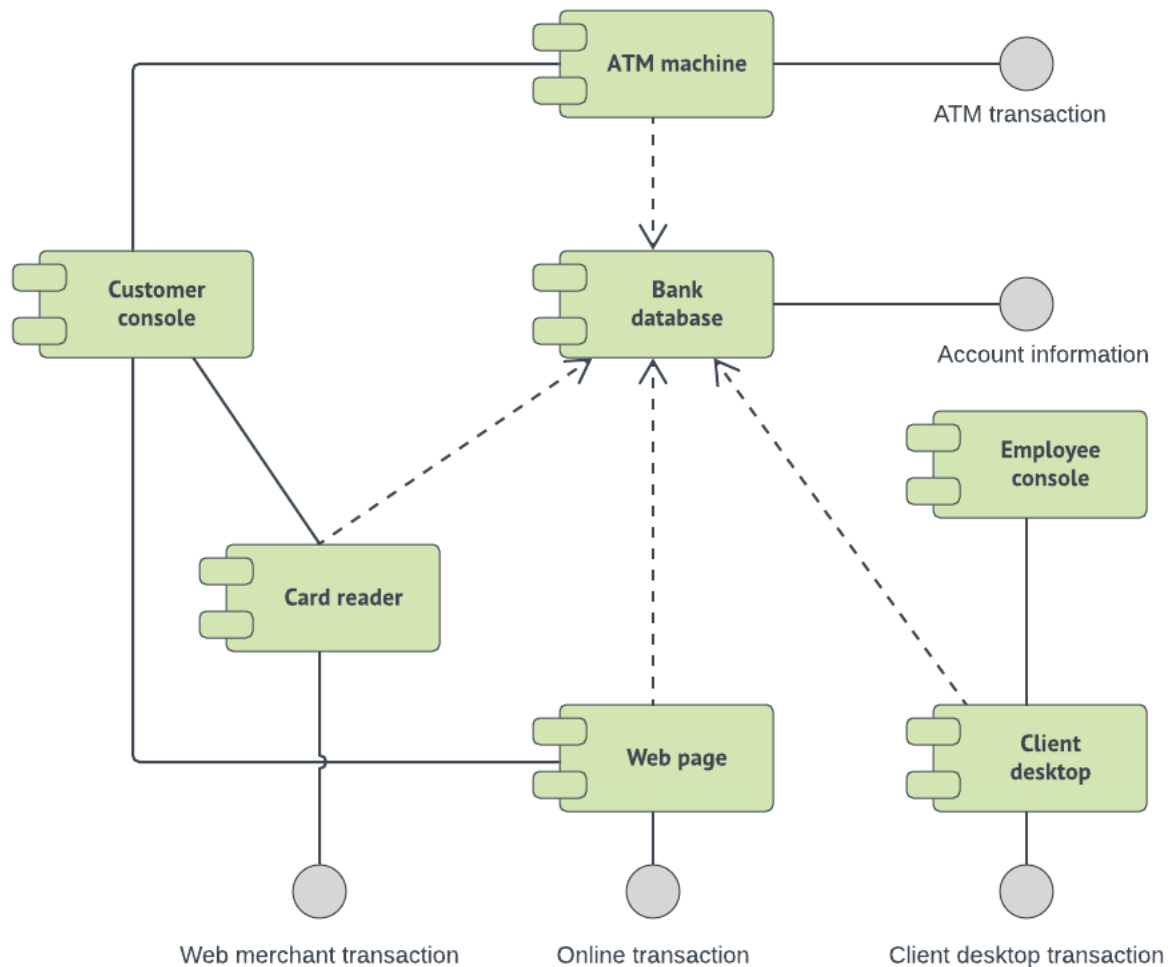 ATM machine
ATM transaction
Customer
console
Bank
database
Account information
Employee
console
Card reader
Web page
Client
desktop
Web merchant transaction
Online transaction
Client desktop transaction